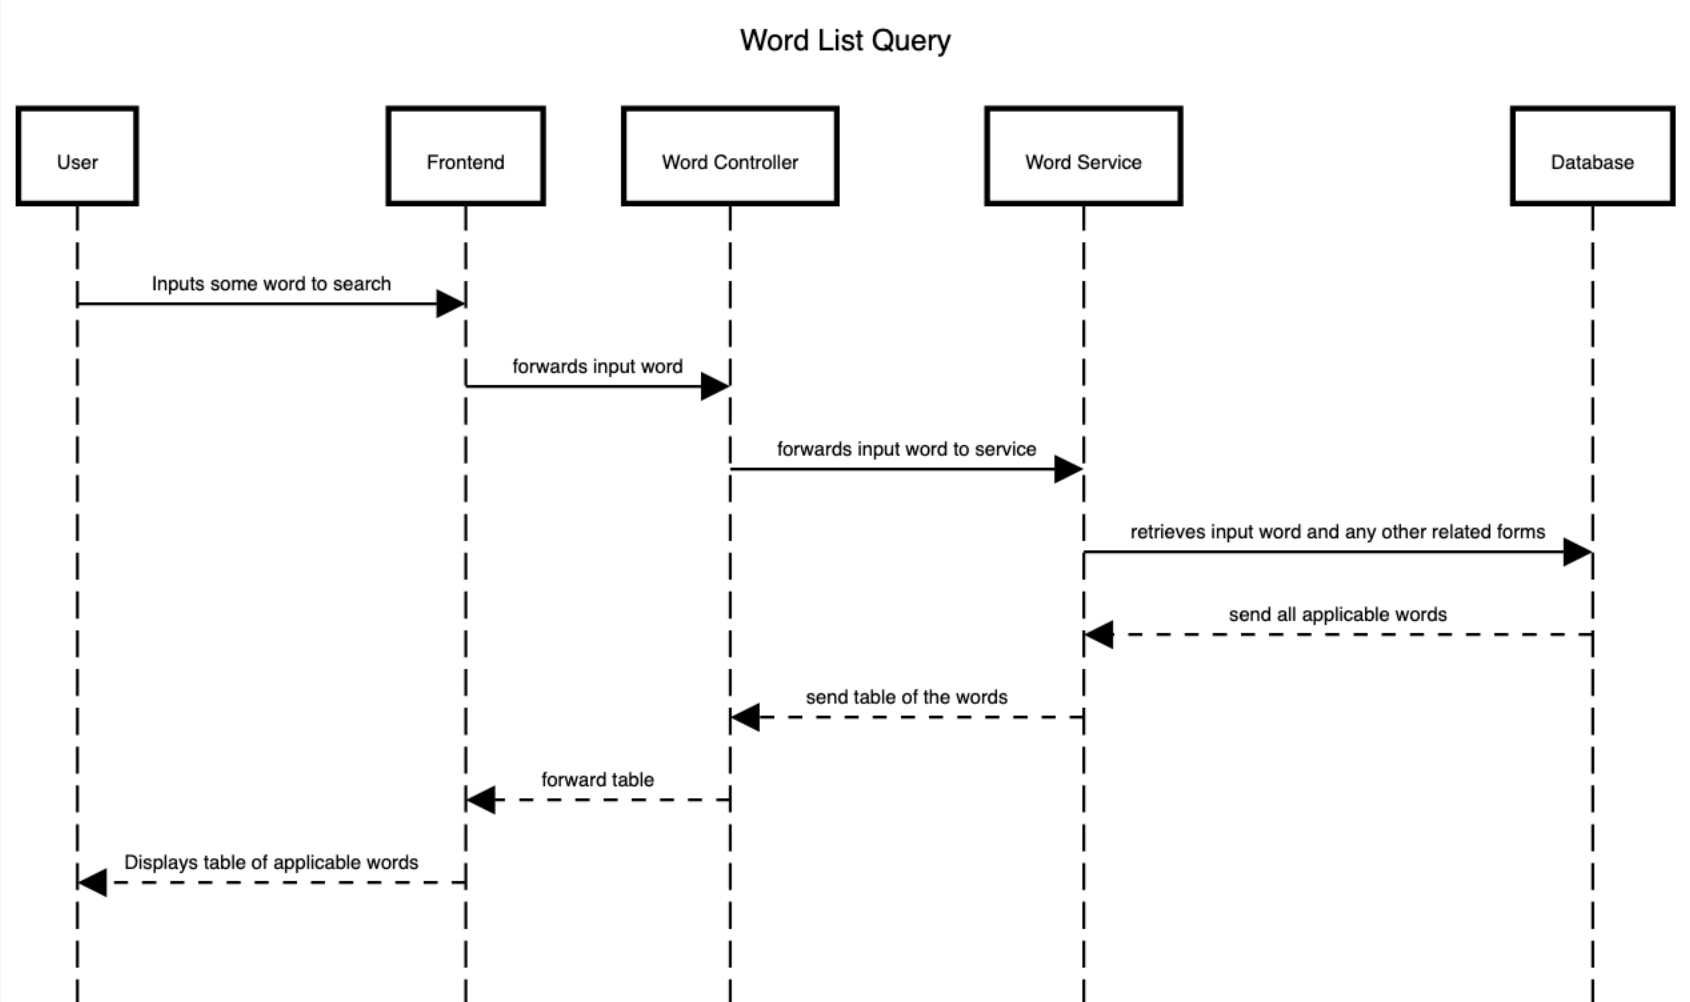 Word List Query
User
Frontend
Word Controller
Word Service
Database
Inputs some word to search
forwards input word
forwards input word to service
retrieves input word and any other related forms
send all applicable words
send table of the words
forward table
Displays table of applicable words